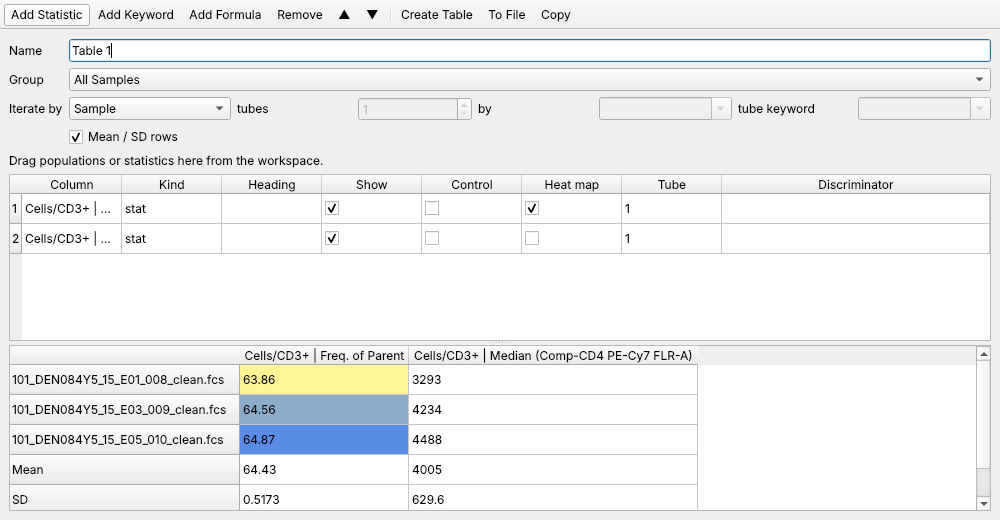 Add Statistic Add Keyword Add Formula Remove ▲ ▼ Create Table To File Copy
Name Table 1
Group All Samples
Iterate by Sample tubes 1 by tube keyword
Mean / SD rows
Drag populations or statistics here from the workspace.
Column Kind Heading Show Control Heat map Tube Discriminator
1 Cells/CD3+ | ... stat 1
2 Cells/CD3+ | ... stat 1
Cells/CD3+ | Freq. of Parent Cells/CD3+ | Median (Comp-CD4 PE-Cy7 FLR-A)
101_DEN084Y5_15_E01_008_clean.fcs 63.86 3293
101_DEN084Y5_15_E03_009_clean.fcs 64.56 4234
101_DEN084Y5_15_E05_010_clean.fcs 64.87 4488
Mean 64.43 4005
SD 0.5173 629.6